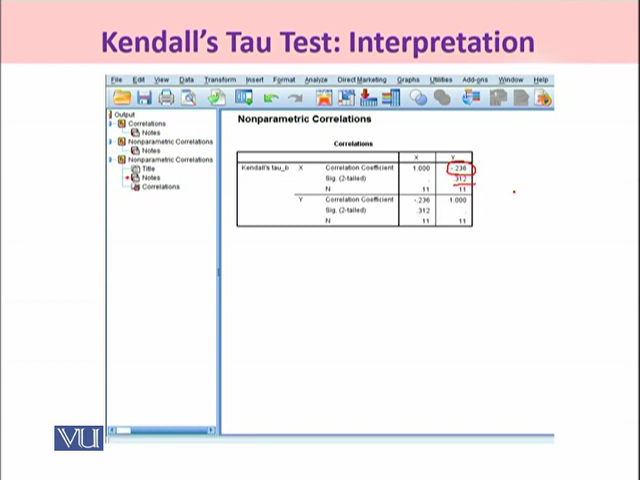 Kendall's Tau Test: Interpretation
File Edit View Data Transform Insert Format Analyze Direct Marketing Graphs Utilities Add-ons Window Help
Output
Correlations
Notes
Nonparametric Correlations
Notes
Nonparametric Correlations
Title
Notes
Correlations
Nonparametric Correlations
Correlations
X Y
Kendall's tau_b X Correlation Coefficient 1.000 -.236
Sig. (2-tailed) . .312
N 11 11
Y Correlation Coefficient -.236 1.000
Sig. (2-tailed) .312 .
N 11 11
VU